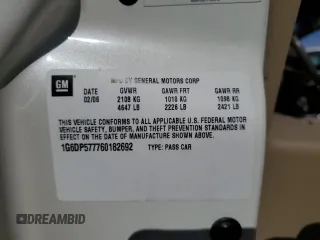 GM
MFD BY GENERAL MOTORS CORP
DATE GVWR GAWR FRT GAWR RR
02/06 2108 KG 1010 KG 1098 KG
4647 LB 2226 LB 2421 LB
THIS VEHICLE CONFORMS TO ALL APPLICABLE U.S. FEDERAL MOTOR
VEHICLE SAFETY, BUMPER, AND THEFT PREVENTION STANDARDS
IN EFFECT ON THE DATE OF MANUFACTURE SHOWN ABOVE.
1G6DP577760182692 TYPE: PASS CAR
DREAMBID